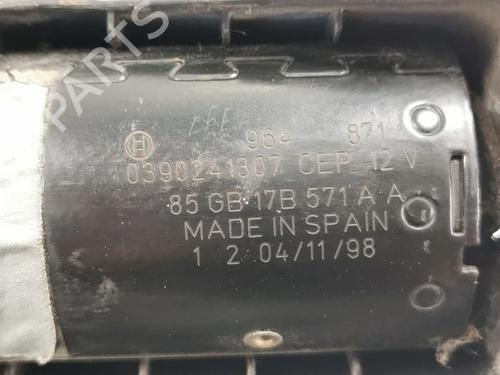 B-PARTS
964 871
0390241307 CEP 12 V
85 GB 17B 571 A A
MADE IN SPAIN
1 2 04/11/98